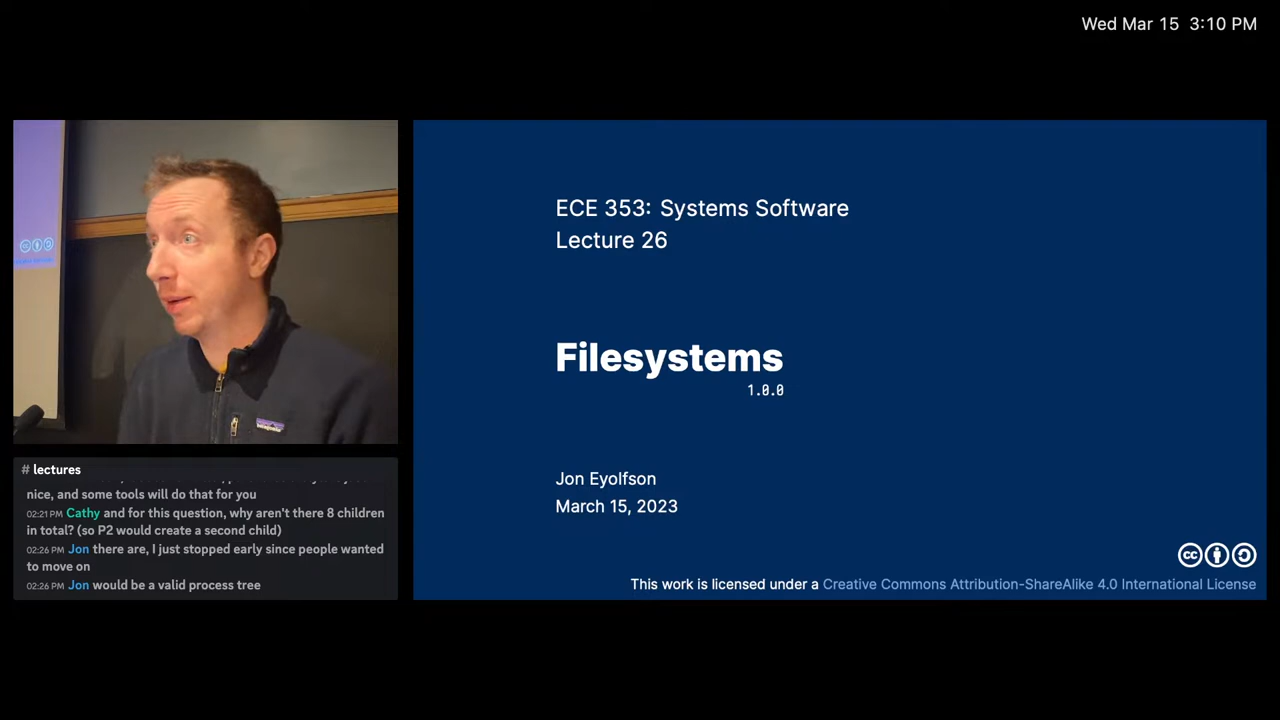 Wed Mar 15 3:10 PM
# lectures
nice, and some tools will do that for you
02:21 PM Cathy and for this question, why aren't there 8 children
in total? (so P2 would create a second child)
02:26 PM Jon there are, I just stopped early since people wanted
to move on
02:26 PM Jon would be a valid process tree
ECE 353: Systems Software
Lecture 26
Filesystems
1.0.0
Jon Eyolfson
March 15, 2023
This work is licensed under a Creative Commons Attribution-ShareAlike 4.0 International License